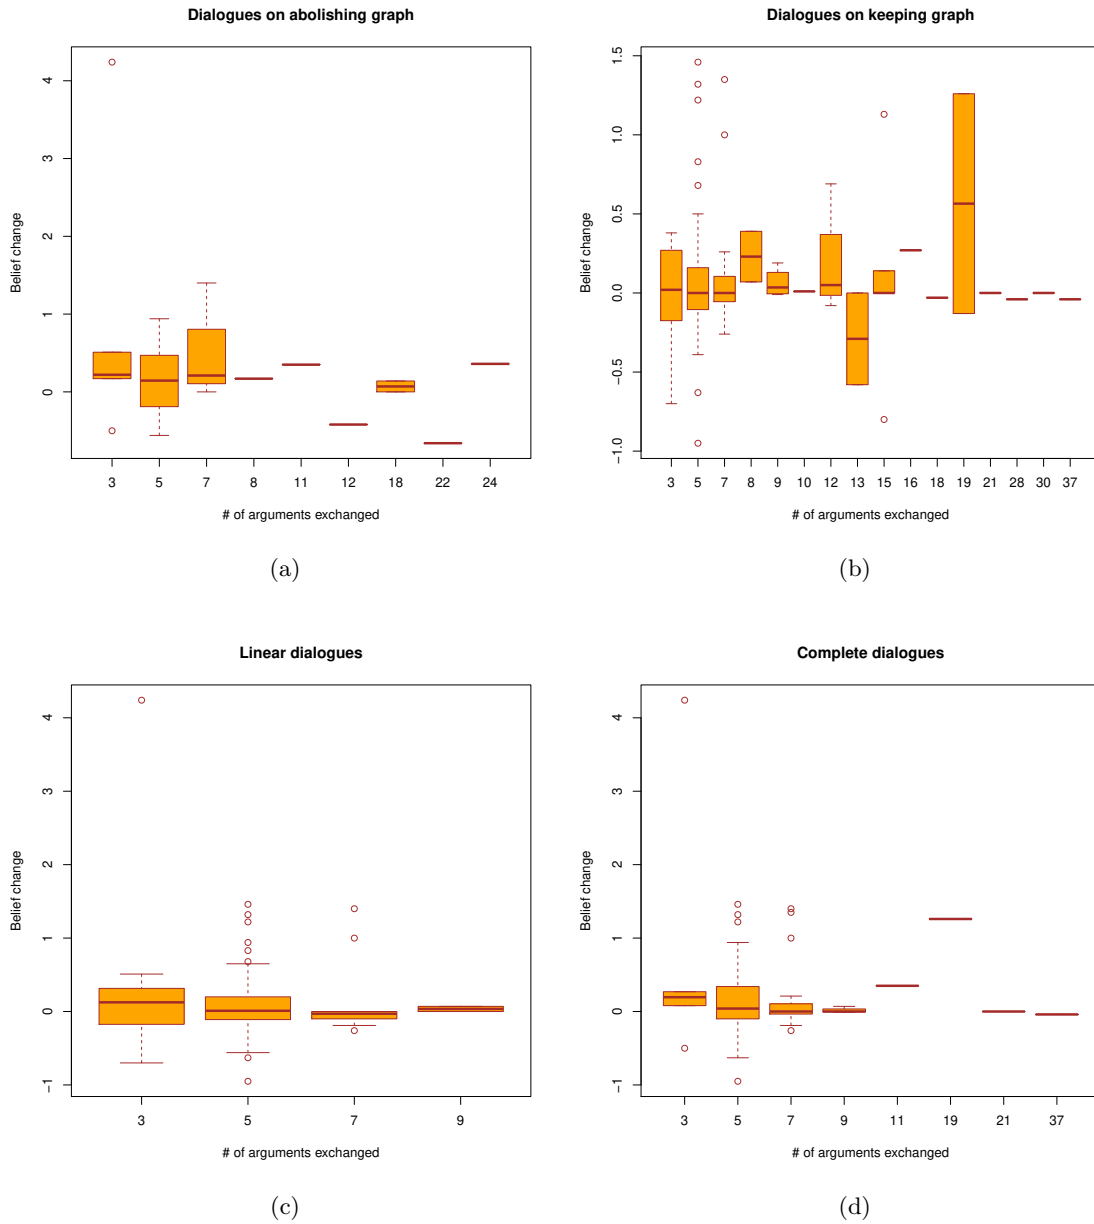 Dialogues on abolishing graph
Belief change
0 1 2 3 4
3 5 7 8 11 12 18 22 24
# of arguments exchanged
(a)
Dialogues on keeping graph
Belief change
−1.0 −0.5 0.0 0.5 1.0 1.5
3 5 7 8 9 10 12 13 15 16 18 19 21 28 30 37
# of arguments exchanged
(b)
Linear dialogues
Belief change
−1 0 1 2 3 4
3 5 7 9
# of arguments exchanged
(c)
Complete dialogues
Belief change
−1 0 1 2 3 4
3 5 7 9 11 19 21 37
# of arguments exchanged
(d)